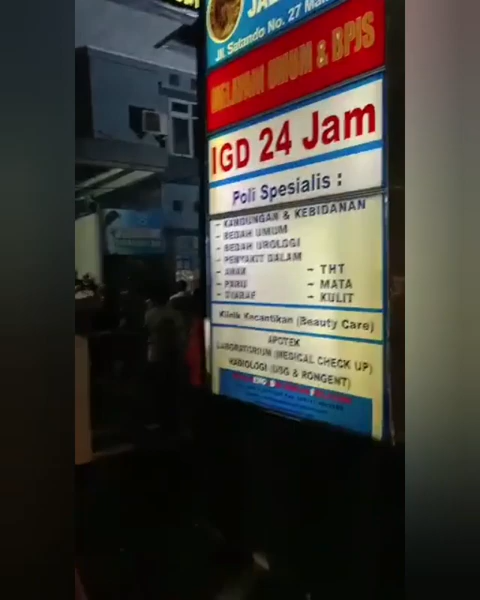 Jl. Satando No. 27
MELAYANI UMUM & BPJS
IGD 24 Jam
Poli Spesialis :
- KANDUNGAN & KEBIDANAN
- BEDAH UMUM
- BEDAH UROLOGI
- PENYAKIT DALAM
- ANAK - THT
- PARU - MATA
- SYARAF - KULIT
Klinik Kecantikan (Beauty Care)
APOTEK
LABORATORIUM (MEDICAL CHECK UP)
RADIOLOGI (USG & RONGENT)